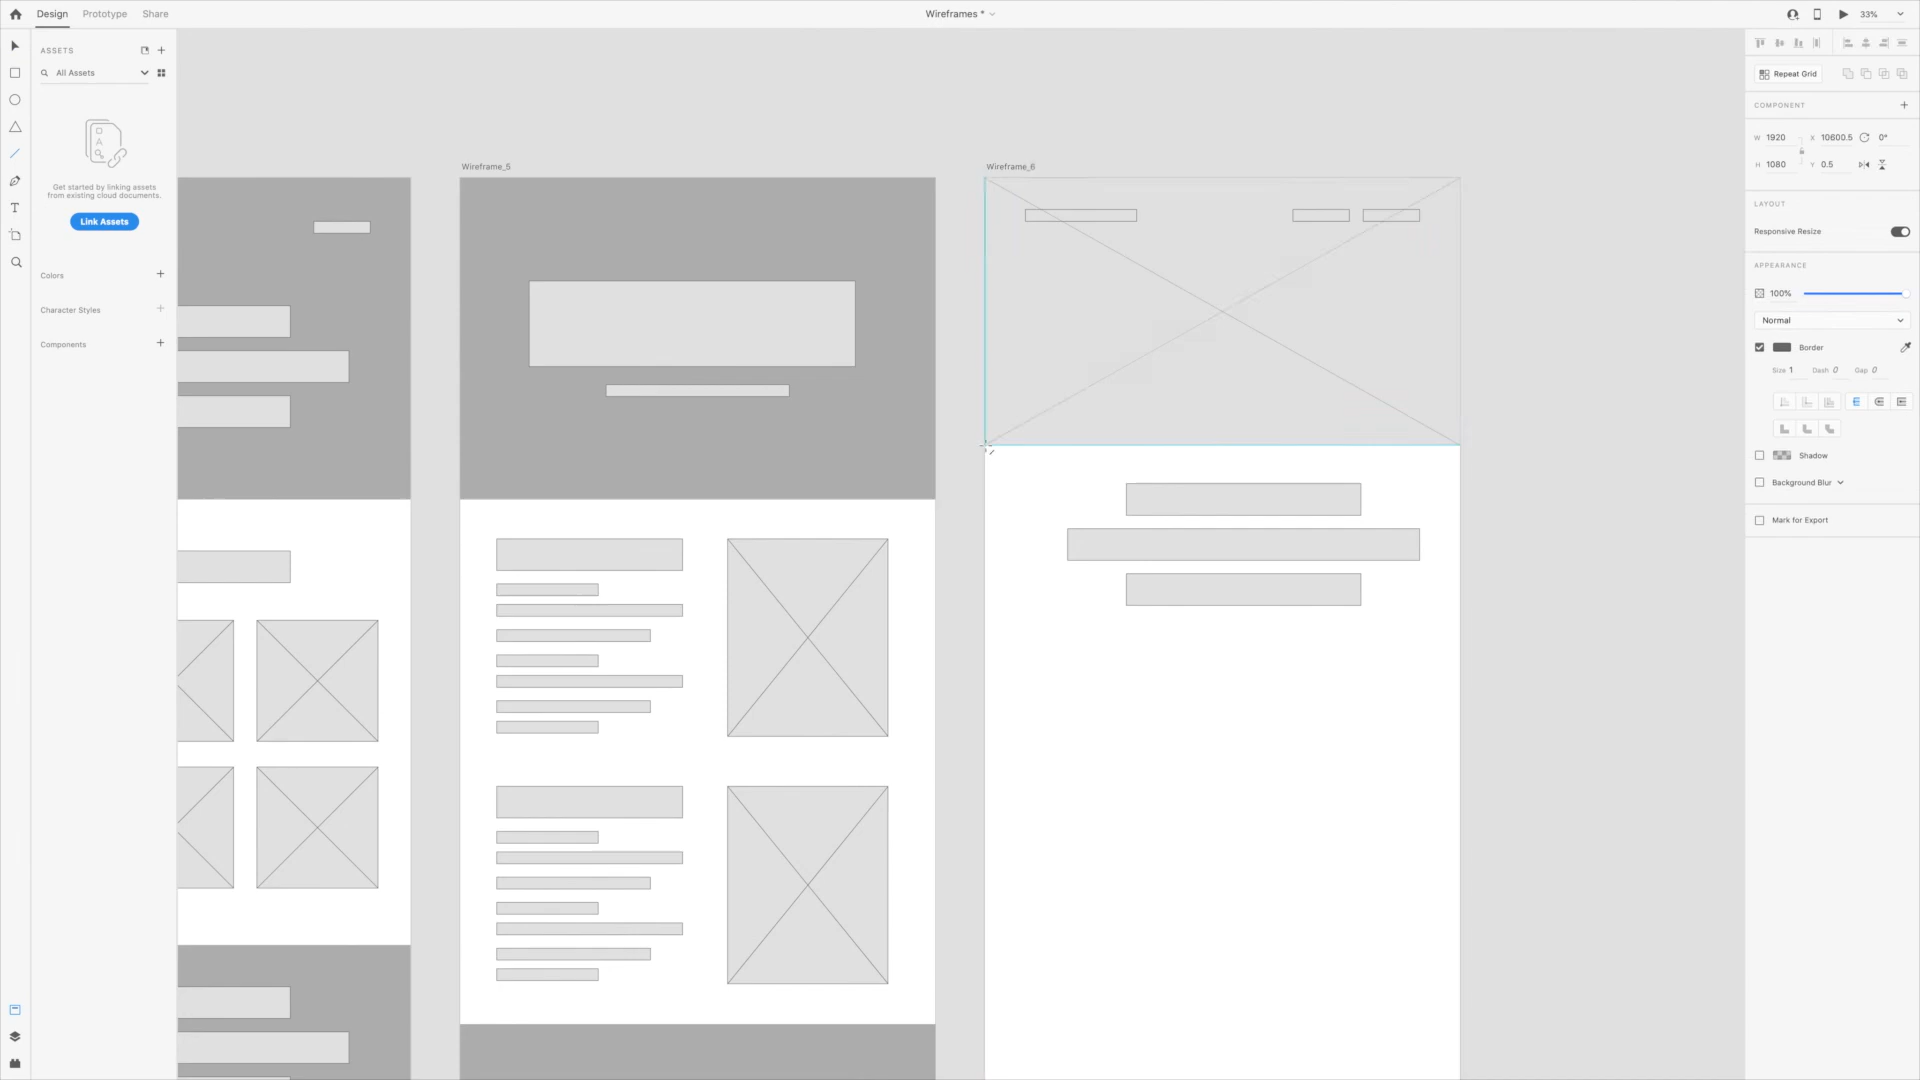 Design Prototype Share
Wireframes *
33%
ASSETS
All Assets
Get started by linking assets
from existing cloud documents.
Link Assets
Colors
Character Styles
Components
Wireframe_5
Wireframe_6
Repeat Grid
COMPONENT
W 1920 X 10600.5 0°
H 1080 Y 0.5
LAYOUT
Responsive Resize
APPEARANCE
100%
Normal
Border
Size 1 Dash 0 Gap 0
Shadow
Background Blur
Mark for Export